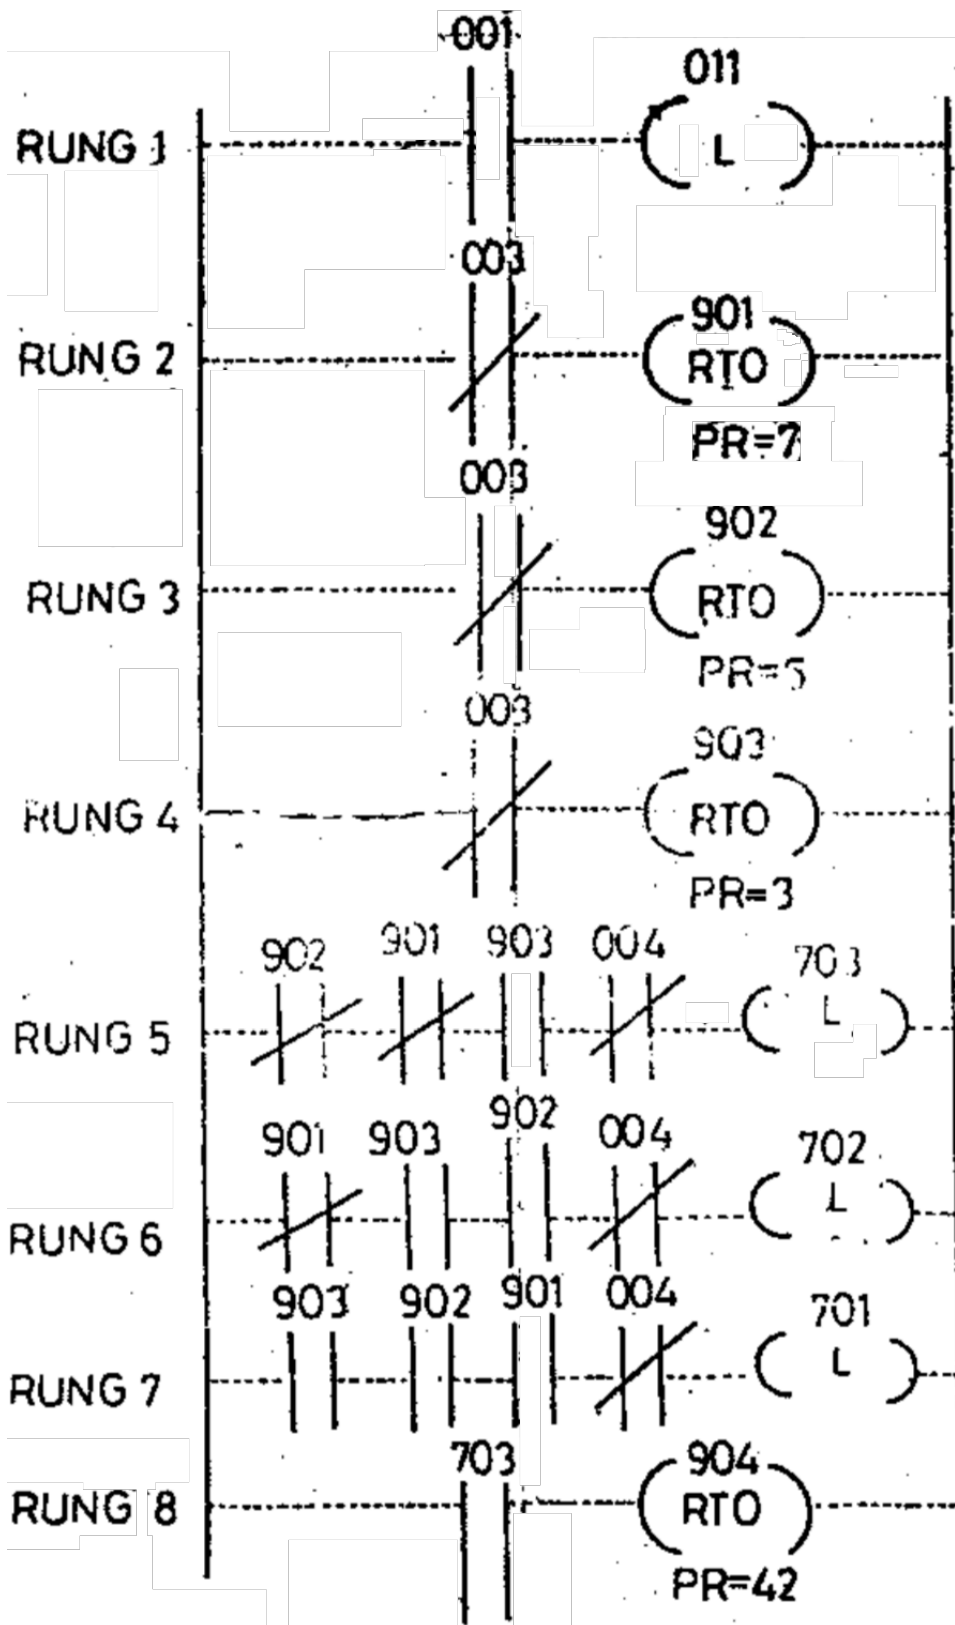 001
011
RUNG 1
L
003
901
RUNG 2
RTO
PR=7
003
902
RUNG 3
RTO
PR=5
003
903
RUNG 4
RTO
PR=3
902 901 903 004 703
L
RUNG 5
901 903 902 004 702
L
RUNG 6
903 902 901 004 701
L
RUNG 7
703
904
RUNG 8
RTO
PR=42